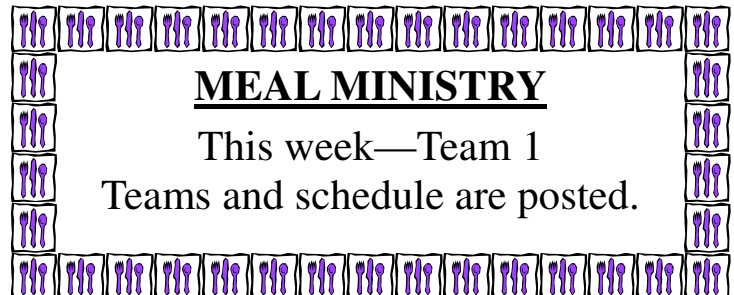 MEAL MINISTRY
This week—Team 1
Teams and schedule are posted.